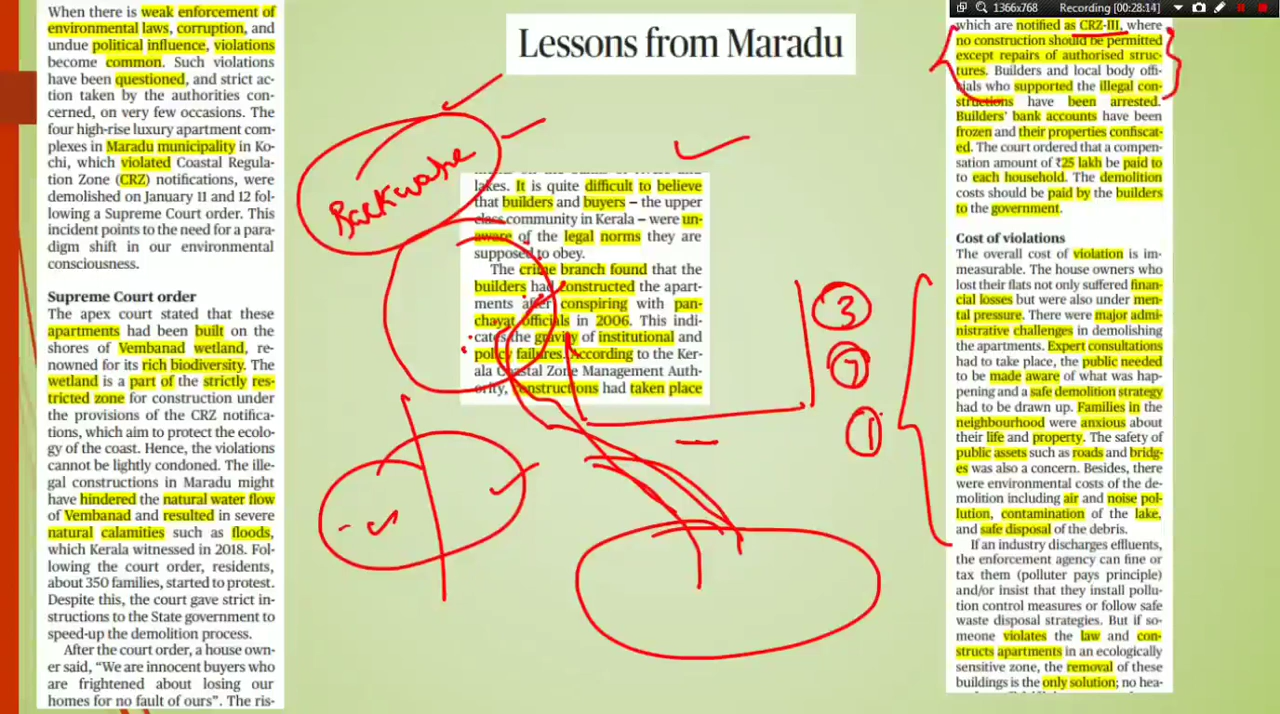 1366x768
Recording [00:28:14]
Lessons from Maradu
When there is weak enforcement of
environmental laws, corruption, and
undue political influence, violations
become common. Such violations
have been questioned, and strict ac-
tion taken by the authorities con-
cerned, on very few occasions. The
four high-rise luxury apartment com-
plexes in Maradu municipality in Ko-
chi, which violated Coastal Regula-
tion Zone (CRZ) notifications, were
demolished on January 11 and 12 fol-
lowing a Supreme Court order. This
incident points to the need for a para-
digm shift in our environmental
consciousness.
Supreme Court order
The apex court stated that these
apartments had been built on the
shores of Vembanad wetland, re-
nowned for its rich biodiversity. The
wetland is a part of the strictly res-
tricted zone for construction under
the provisions of the CRZ notifica-
tions, which aim to protect the ecolo-
gy of the coast. Hence, the violations
cannot be lightly condoned. The ille-
gal constructions in Maradu might
have hindered the natural water flow
of Vembanad and resulted in severe
natural calamities such as floods,
which Kerala witnessed in 2018. Fol-
lowing the court order, residents,
about 350 families, started to protest.
Despite this, the court gave strict in-
structions to the State government to
speed-up the demolition process.
After the court order, a house ow-
ner said, “We are innocent buyers who
are frightened about losing our
homes for no fault of ours”. The ris-
Backwate
lakes. It is quite difficult to believe
that builders and buyers – the upper
class community in Kerala – were un-
aware of the legal norms they are
supposed to obey.
The crime branch found that the
builders had constructed the apart-
ments after conspiring with pan-
chayat officials in 2006. This indi-
cates the gravity of institutional and
policy failures. According to the Ker-
ala Coastal Zone Management Auth-
ority, constructions had taken place
3
7
1
which are notified as CRZ-III, where
no construction should be permitted
except repairs of authorised struc-
tures. Builders and local body offi-
cials who supported the illegal con-
structions have been arrested.
Builders’ bank accounts have been
frozen and their properties confiscat-
ed. The court ordered that a compen-
sation amount of ₹25 lakh be paid to
each household. The demolition
costs should be paid by the builders
to the government.
Cost of violations
The overall cost of violation is im-
measurable. The house owners who
lost their flats not only suffered finan-
cial losses but were also under men-
tal pressure. There were major admi-
nistrative challenges in demolishing
the apartments. Expert consultations
had to take place, the public needed
to be made aware of what was hap-
pening and a safe demolition strategy
had to be drawn up. Families in the
neighbourhood were anxious about
their life and property. The safety of
public assets such as roads and bridg-
es was also a concern. Besides, there
were environmental costs of the de-
molition including air and noise pol-
lution, contamination of the lake,
and safe disposal of the debris.
If an industry discharges effluents,
the enforcement agency can fine or
tax them (polluter pays principle)
and/or insist that they install pollu-
tion control measures or follow safe
waste disposal strategies. But if so-
meone violates the law and con-
structs apartments in an ecologically
sensitive zone, the removal of these
buildings is the only solution; no hea-